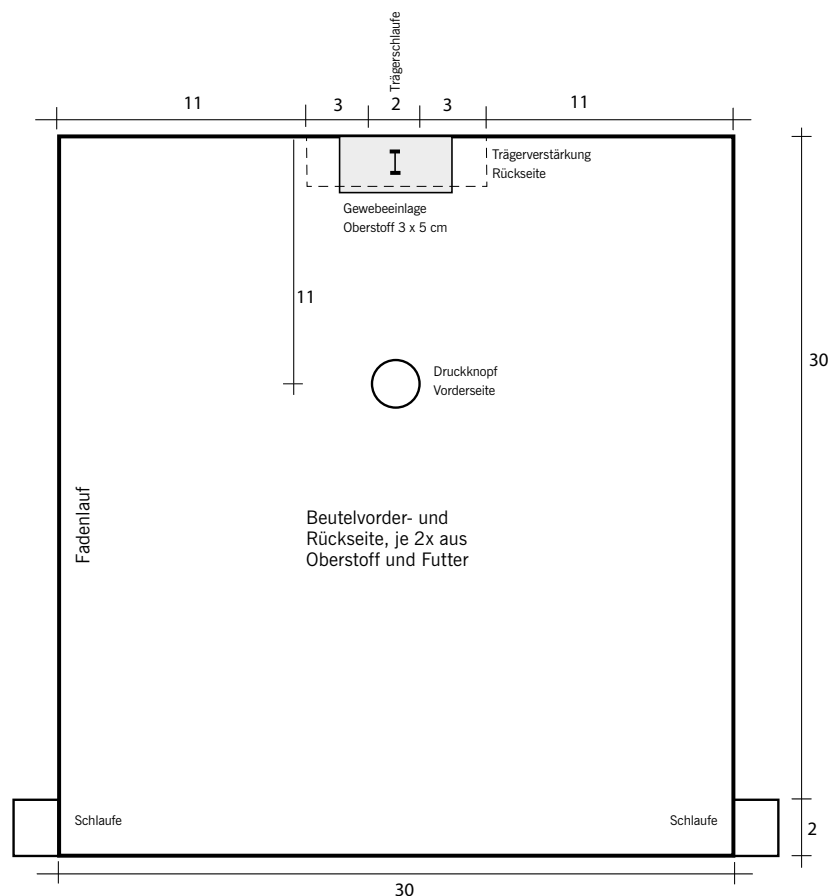 Trägerschlaufe
11
3
2
3
11
Trägerverstärkung
Rückseite
Gewebeeinlage
Oberstoff 3 x 5 cm
11
30
Druckknopf
Vorderseite
Fadenlauf
Beutelvorder- und
Rückseite, je 2x aus
Oberstoff und Futter
Schlaufe
Schlaufe
2
30